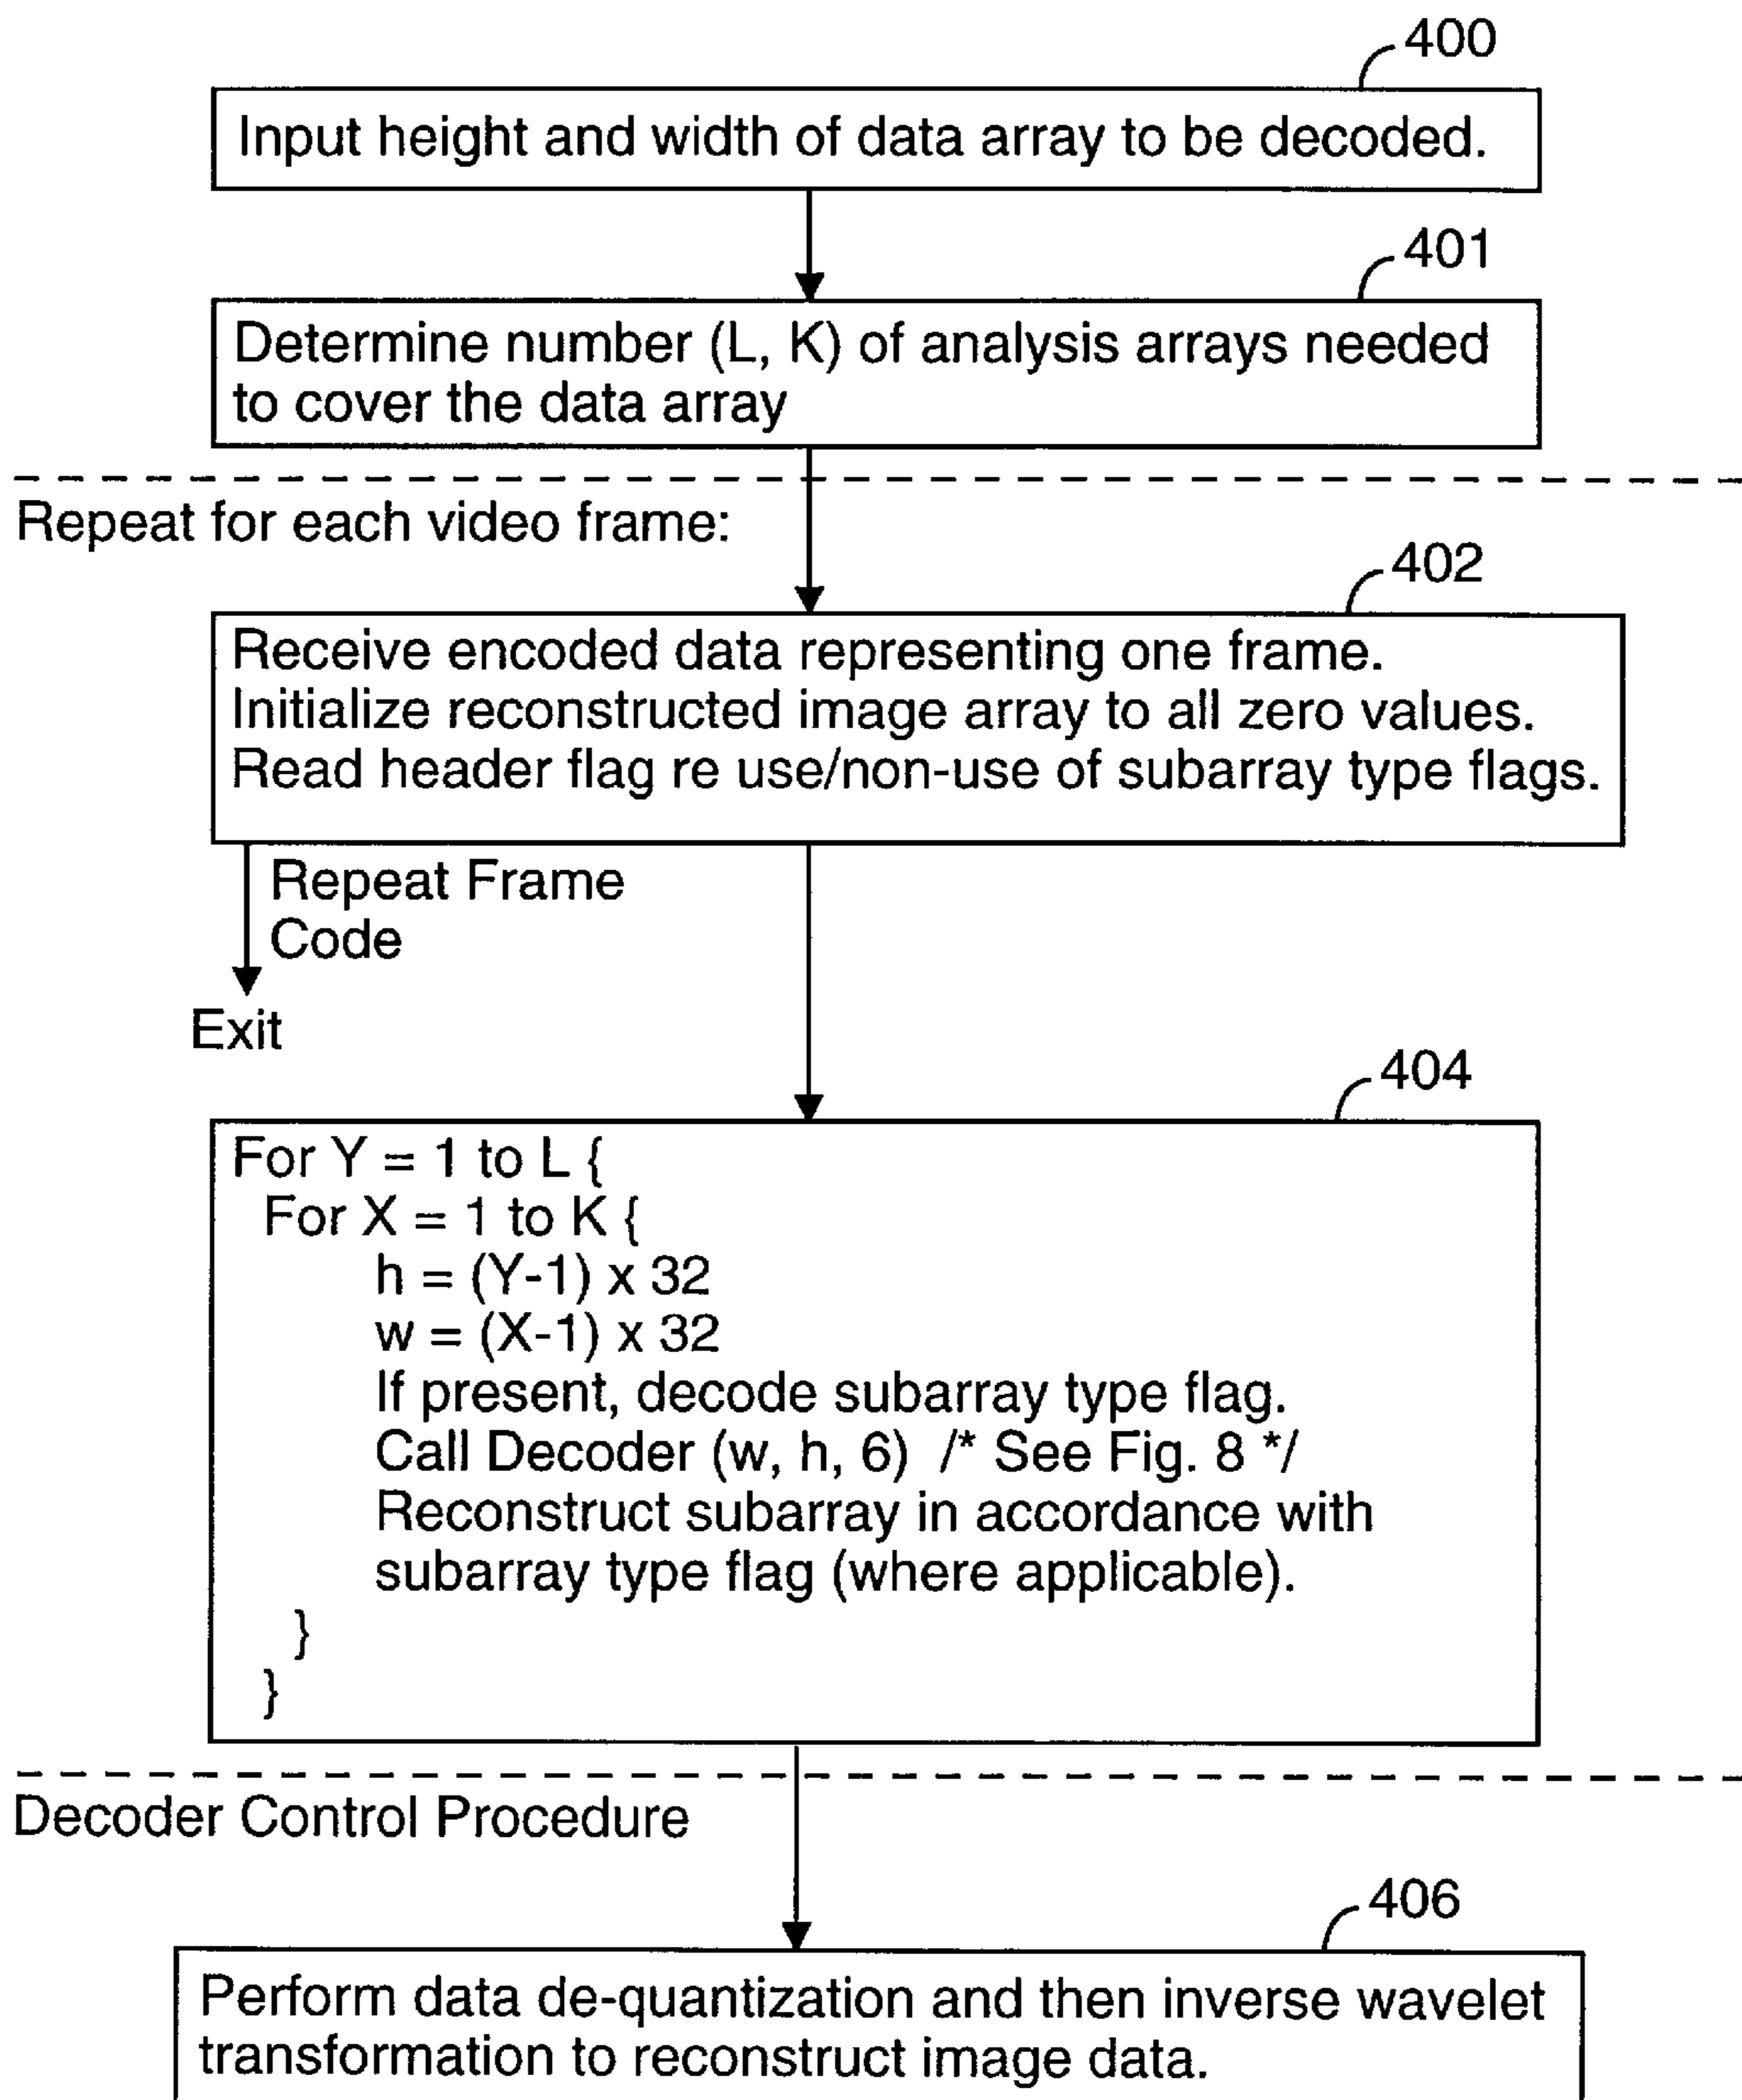 400
Input height and width of data array to be decoded.
401
Determine number (L, K) of analysis arrays needed
to cover the data array
Repeat for each video frame:
402
Receive encoded data representing one frame.
Initialize reconstructed image array to all zero values.
Read header flag re use/non-use of subarray type flags.
Repeat Frame
Code
Exit
404
For Y = 1 to L {
For X = 1 to K {
h = (Y-1) x 32
w = (X-1) x 32
If present, decode subarray type flag.
Call Decoder (w, h, 6) /* See Fig. 8 */
Reconstruct subarray in accordance with
subarray type flag (where applicable).
}
}
Decoder Control Procedure
406
Perform data de-quantization and then inverse wavelet
transformation to reconstruct image data.